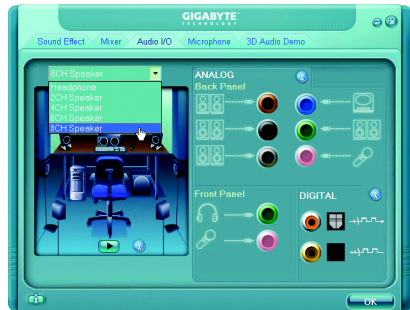 GIGABYTE
TECHNOLOGY
Sound Effect Mixer Audio I/O Microphone 3D Audio Demo
8CH Speaker
Headphone
2CH Speaker
4CH Speaker
6CH Speaker
8CH Speaker
ANALOG
Back Panel
Front Panel
DIGITAL
OK